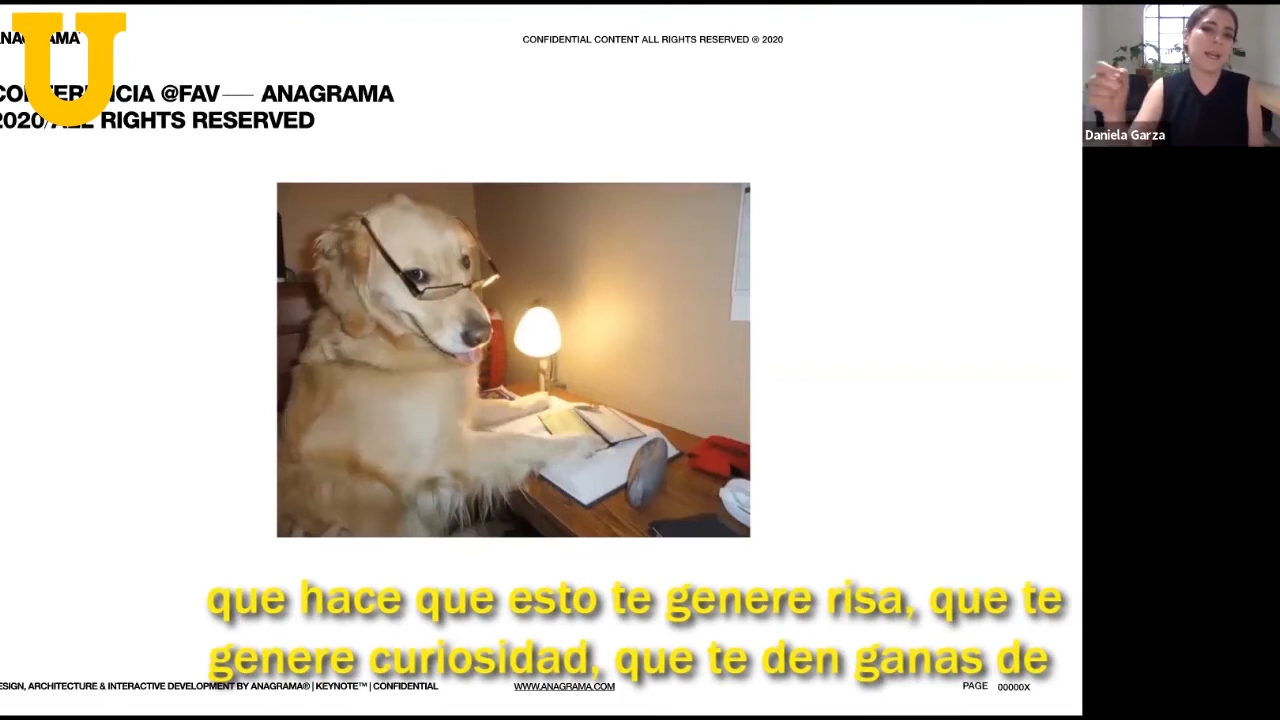 U
CONFIDENTIAL CONTENT ALL RIGHTS RESERVED ® 2020
@FAV — ANAGRAMA
RIGHTS RESERVED
Daniela Garza
que hace que esto te genere risa, que te
genere curiosidad, que te den ganas de
ESIGN, ARCHITECTURE & INTERACTIVE DEVELOPMENT BY ANAGRAMA® | KEYNOTE™ | CONFIDENTIAL
WWW.ANAGRAMA.COM
PAGE 00000X